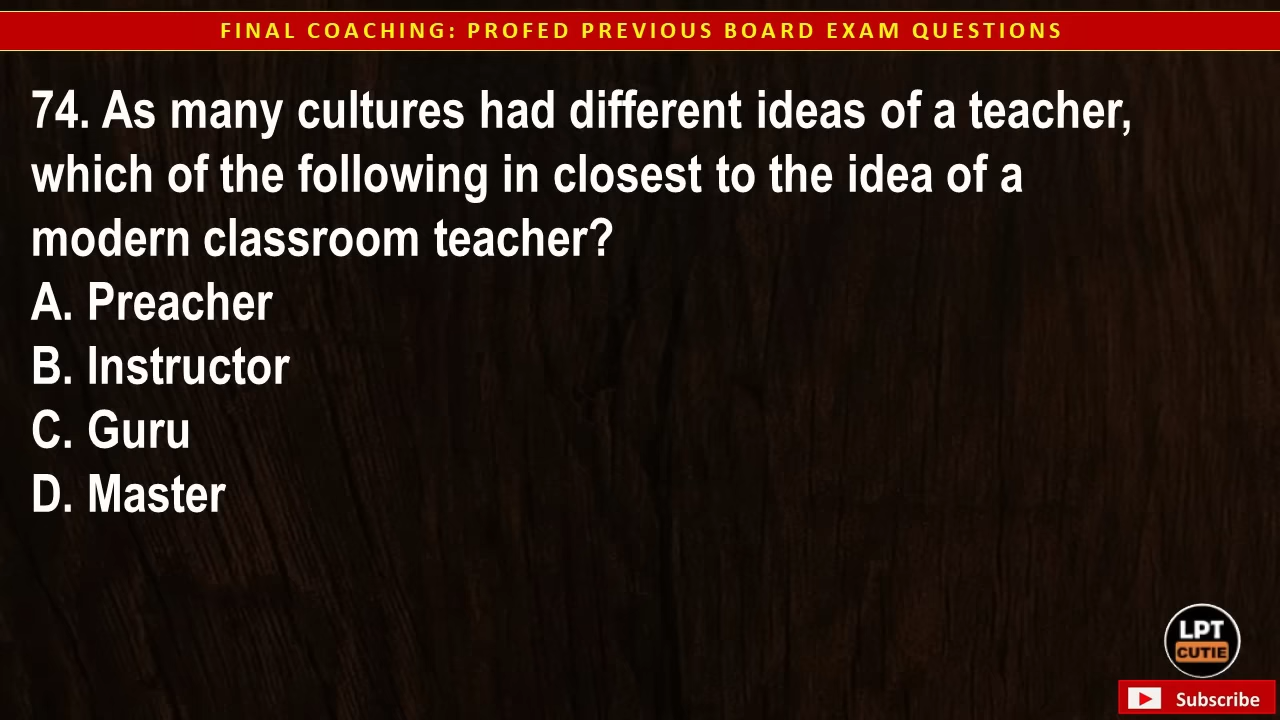 FINAL COACHING: PROFED PREVIOUS BOARD EXAM QUESTIONS
74. As many cultures had different ideas of a teacher,
which of the following in closest to the idea of a
modern classroom teacher?
A. Preacher
B. Instructor
C. Guru
D. Master
LPT
CUTIE
Subscribe